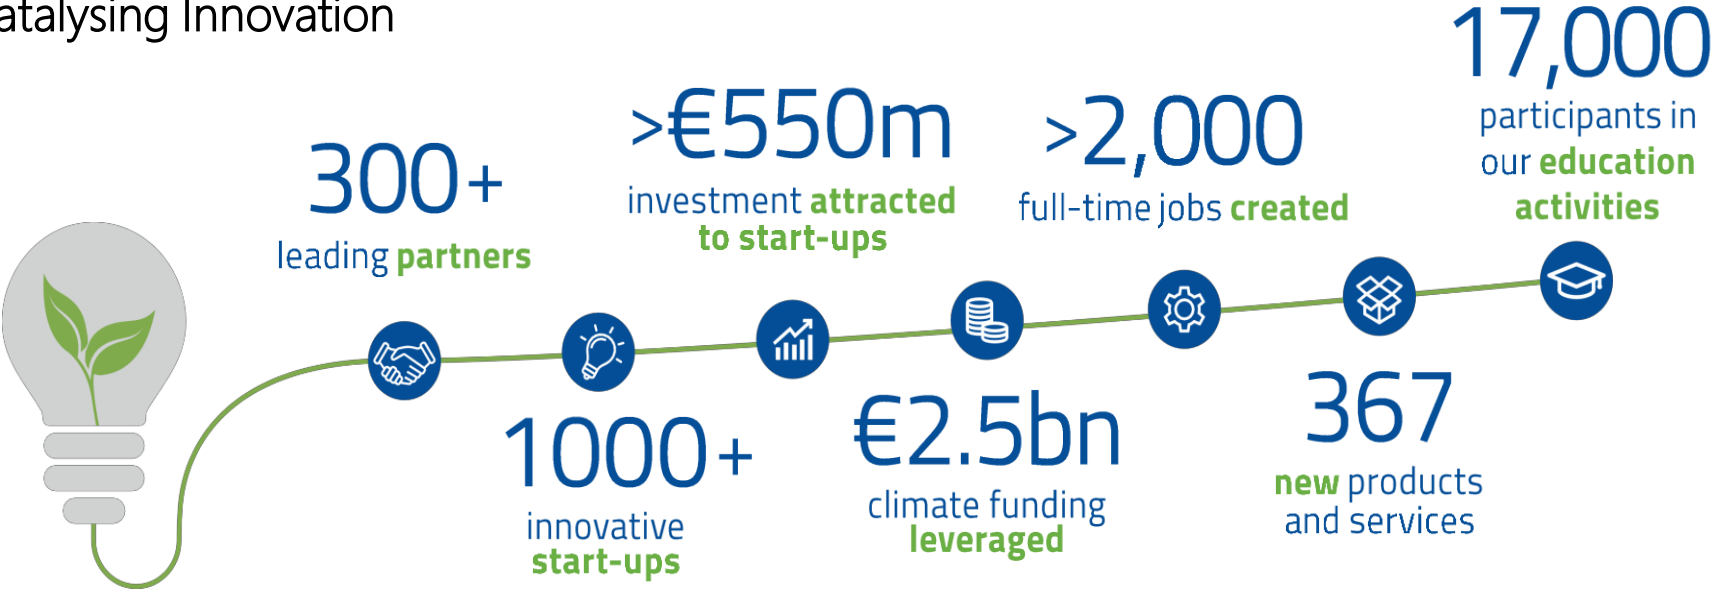 atalysing Innovation
300+
leading partners
1000+
innovative
start-ups
>€550m
investment attracted
to start-ups
€2.5bn
climate funding
leveraged
>2,000
full-time jobs created
367
new products
and services
17,000
participants in
our education
activities